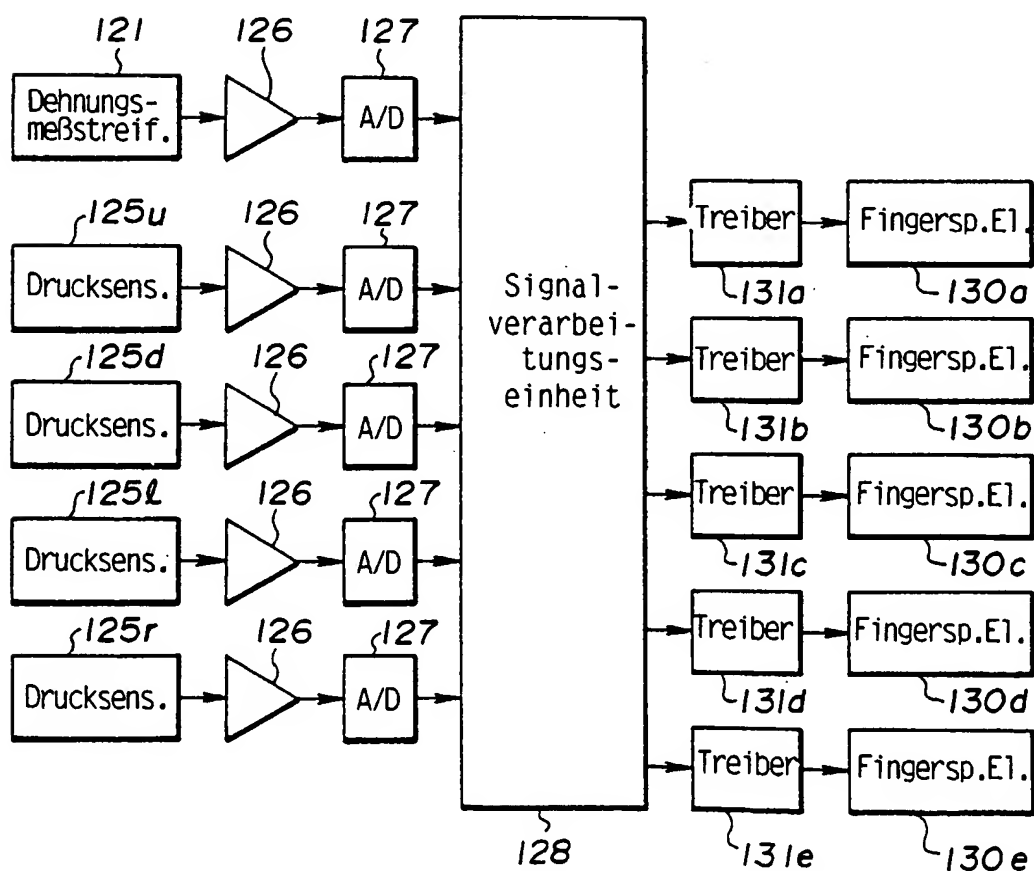 121
126
127
Dehnungs-
meßstreif.
A/D
125u
126
127
Drucksens.
A/D
125d
126
127
Drucksens.
A/D
125l
126
127
Drucksens.
A/D
125r
126
127
Drucksens.
A/D
Signal-
verarbei-
tungs-
einheit
128
Treiber
Fingersp.El.
131a
130a
Treiber
Fingersp.El.
131b
130b
Treiber
Fingersp.El.
131c
130c
Treiber
Fingersp.El.
131d
130d
Treiber
Fingersp.El.
131e
130e